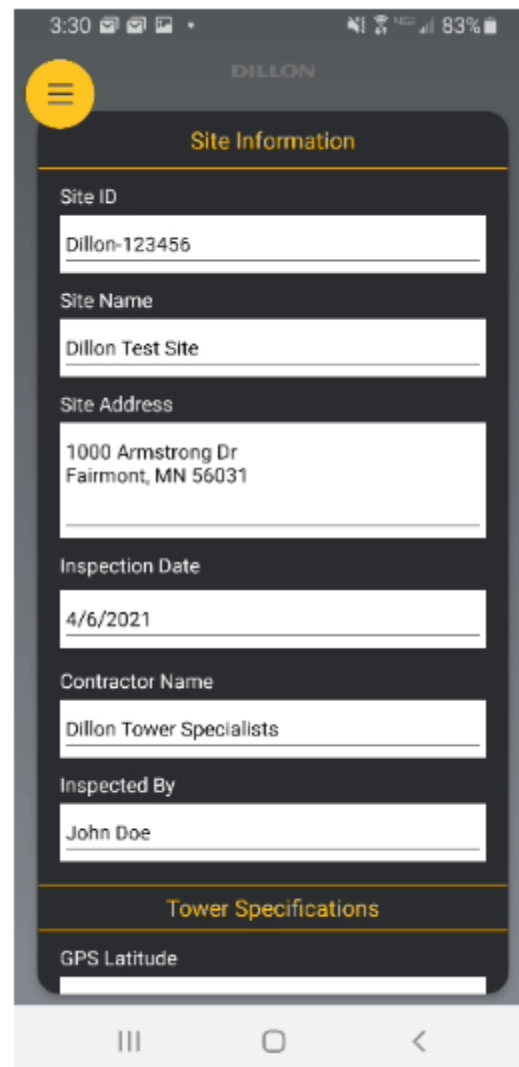 3:30 83%
DILLON
Site Information
Site ID
Dillon-123456
Site Name
Dillon Test Site
Site Address
1000 Armstrong Dr
Fairmont, MN 56031
Inspection Date
4/6/2021
Contractor Name
Dillon Tower Specialists
Inspected By
John Doe
Tower Specifications
GPS Latitude